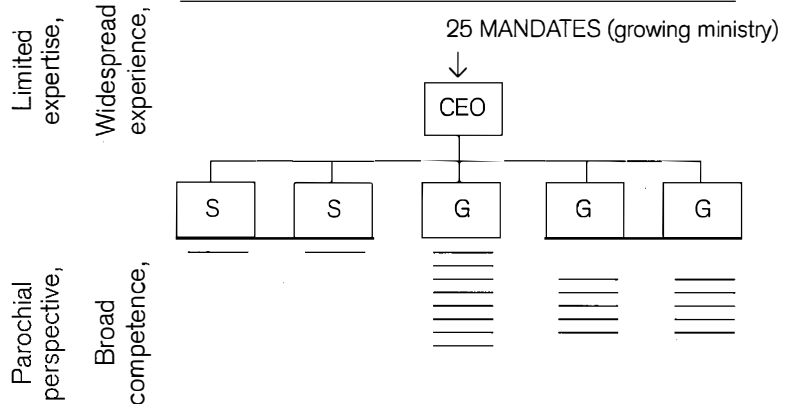 25 MANDATES (growing ministry)
CEO
S S G G G
Limited
expertise,
Widespread
experience,
Parochial
perspective,
Broad
competence,